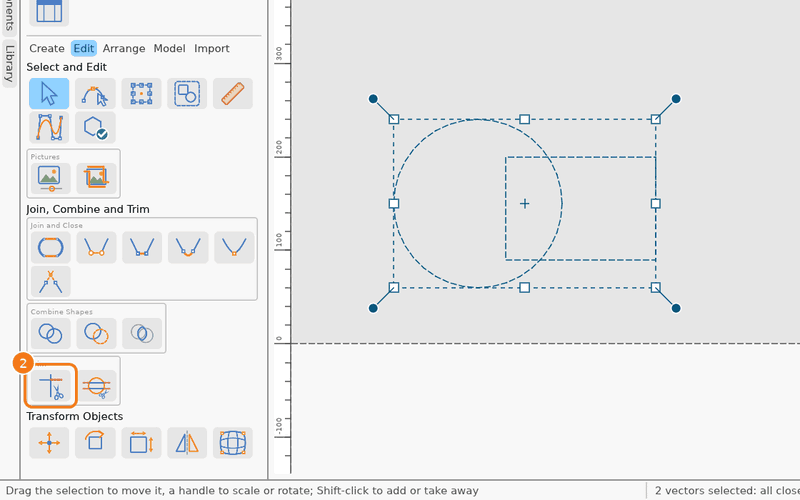 Library
Create Edit Arrange Model Import
Select and Edit
Pictures
Join, Combine and Trim
Join and Close
Combine Shapes
2
Transform Objects
300
200
100
0
-100
Drag the selection to move it, a handle to scale or rotate; Shift-click to add or take away
2 vectors selected: all close